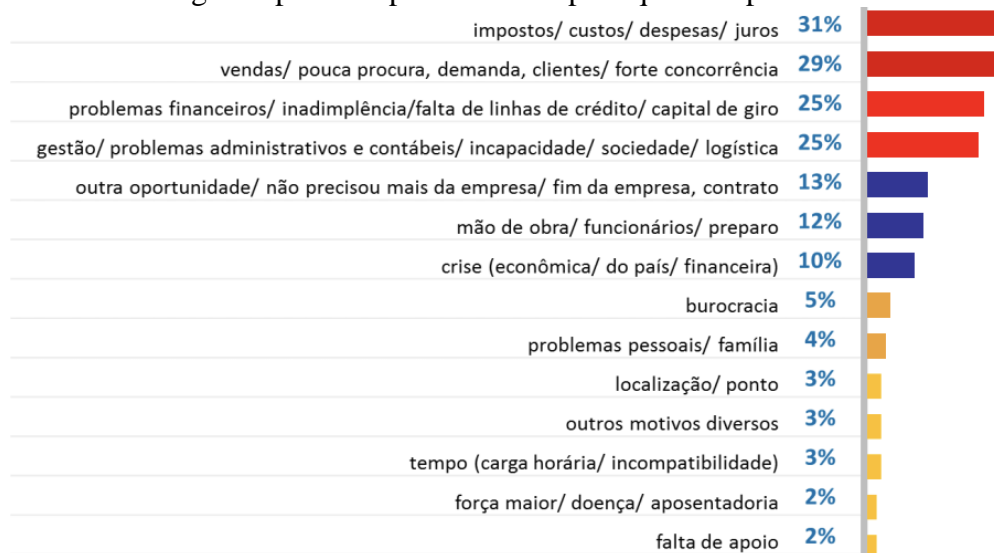 impostos/ custos/ despesas/ juros 31%
vendas/ pouca procura, demanda, clientes/ forte concorrência 29%
problemas financeiros/ inadimplência/falta de linhas de crédito/ capital de giro 25%
gestão/ problemas administrativos e contábeis/ incapacidade/ sociedade/ logística 25%
outra oportunidade/ não precisou mais da empresa/ fim da empresa, contrato 13%
mão de obra/ funcionários/ preparo 12%
crise (econômica/ do país/ financeira) 10%
burocracia 5%
problemas pessoais/ família 4%
localização/ ponto 3%
outros motivos diversos 3%
tempo (carga horária/ incompatibilidade) 3%
força maior/ doença/ aposentadoria 2%
falta de apoio 2%